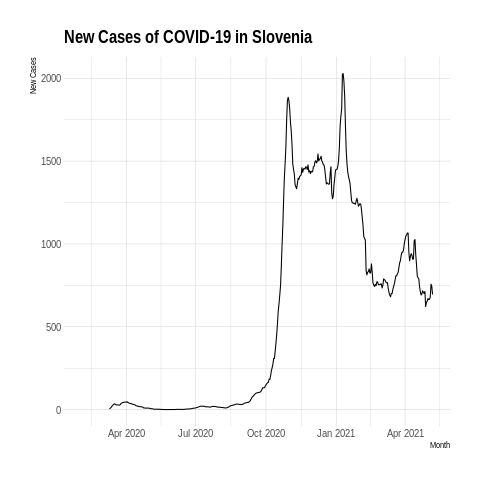 New Cases of COVID-19 in Slovenia
New Cases
2000
1500
1000
500
0
Apr 2020
Jul 2020
Oct 2020
Jan 2021
Apr 2021
Month